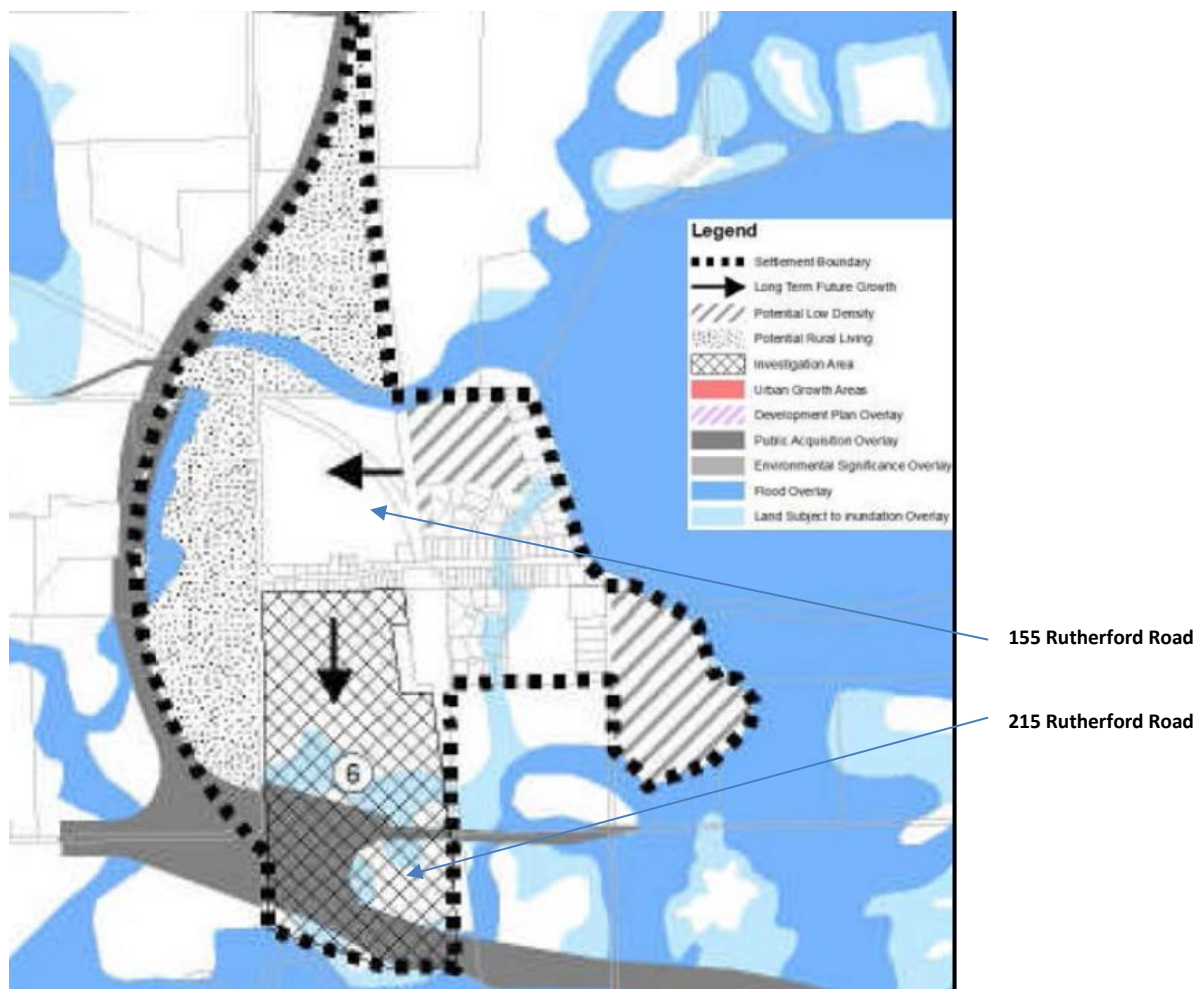 Legend
Settlement Boundary
Long Term Future Growth
Potential Low Density
Potential Rural Living
Investigation Area
Urban Growth Areas
Development Plan Overlay
Public Acquisition Overlay
Environmental Significance Overlay
Flood Overlay
Land Subject to inundation Overlay
155 Rutherford Road
215 Rutherford Road
6